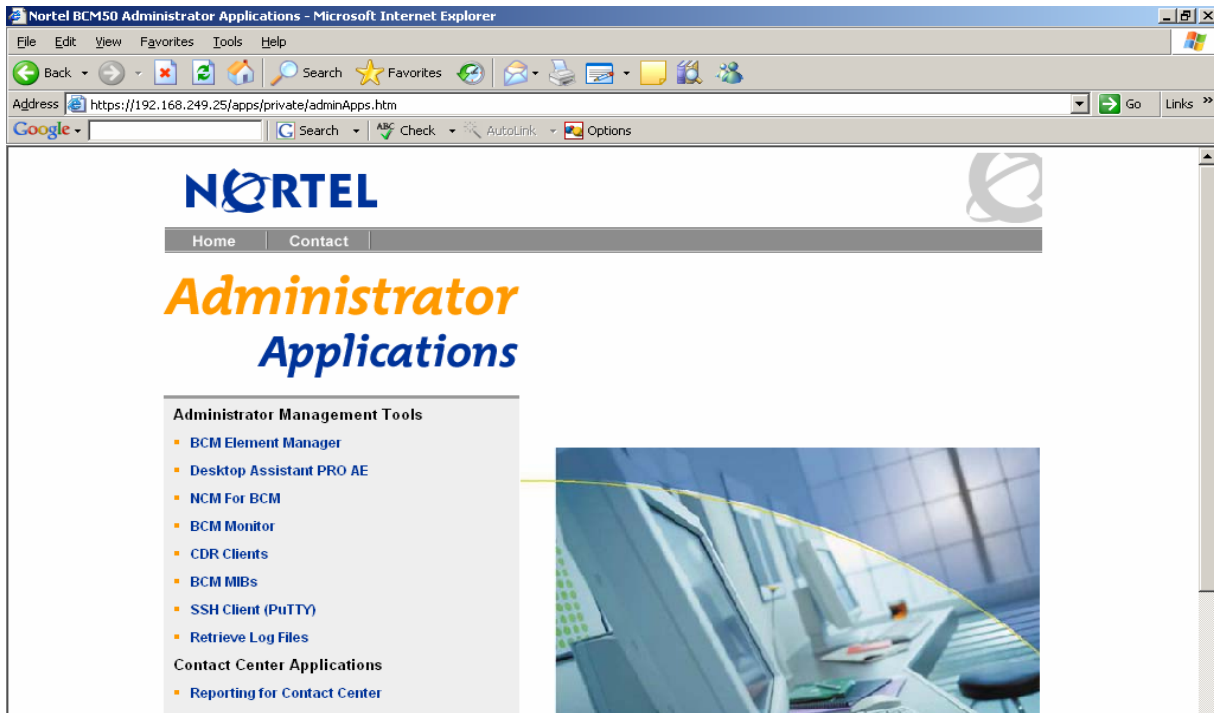 Nortel BCM50 Administrator Applications - Microsoft Internet Explorer
File Edit View Favorites Tools Help
Back Search Favorites
Address https://192.168.249.25/apps/private/adminApps.htm Go Links »
Google Search ABC Check AutoLink Options
NORTEL
Home Contact
Administrator
Applications
Administrator Management Tools
BCM Element Manager
Desktop Assistant PRO AE
NCM For BCM
BCM Monitor
CDR Clients
BCM MIBs
SSH Client (PuTTY)
Retrieve Log Files
Contact Center Applications
Reporting for Contact Center